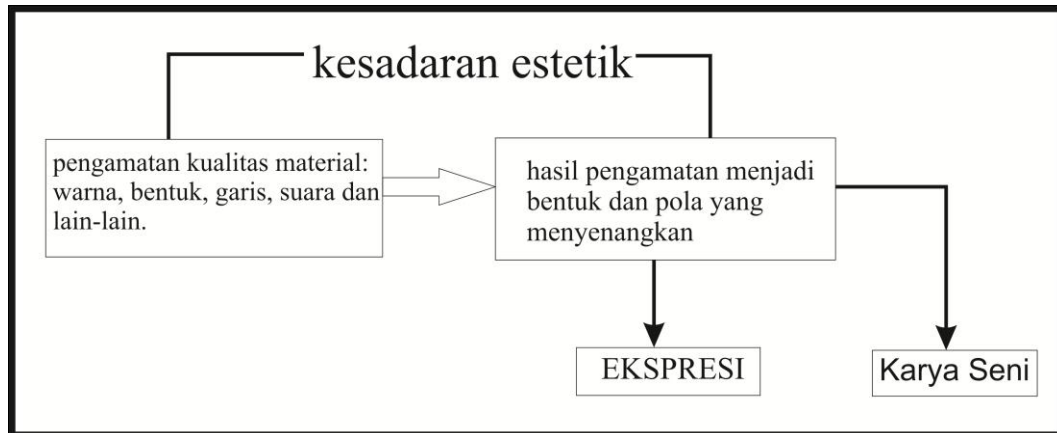 kesadaran estetik
pengamatan kualitas material:
warna, bentuk, garis, suara dan
lain-lain.
hasil pengamatan menjadi
bentuk dan pola yang
menyenangkan
EKSPRESI
Karya Seni